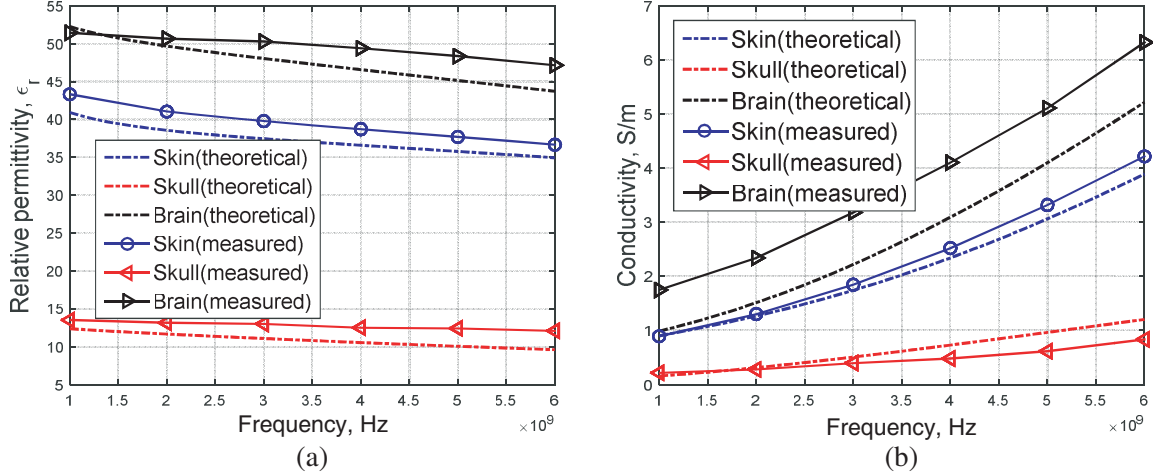 55
50
45
40
35
30
25
20
15
10
5
Relative permittivity, ϵr
Skin(theoretical)
Skull(theoretical)
Brain(theoretical)
Skin(measured)
Skull(measured)
Brain(measured)
1 1.5 2 2.5 3 3.5 4 4.5 5 5.5 6
Frequency, Hz ×10^9
(a)
7
6
5
4
3
2
1
0
Conductivity, S/m
Skin(theoretical)
Skull(theoretical)
Brain(theoretical)
Skin(measured)
Skull(measured)
Brain(measured)
1 1.5 2 2.5 3 3.5 4 4.5 5 5.5 6
Frequency, Hz ×10^9
(b)